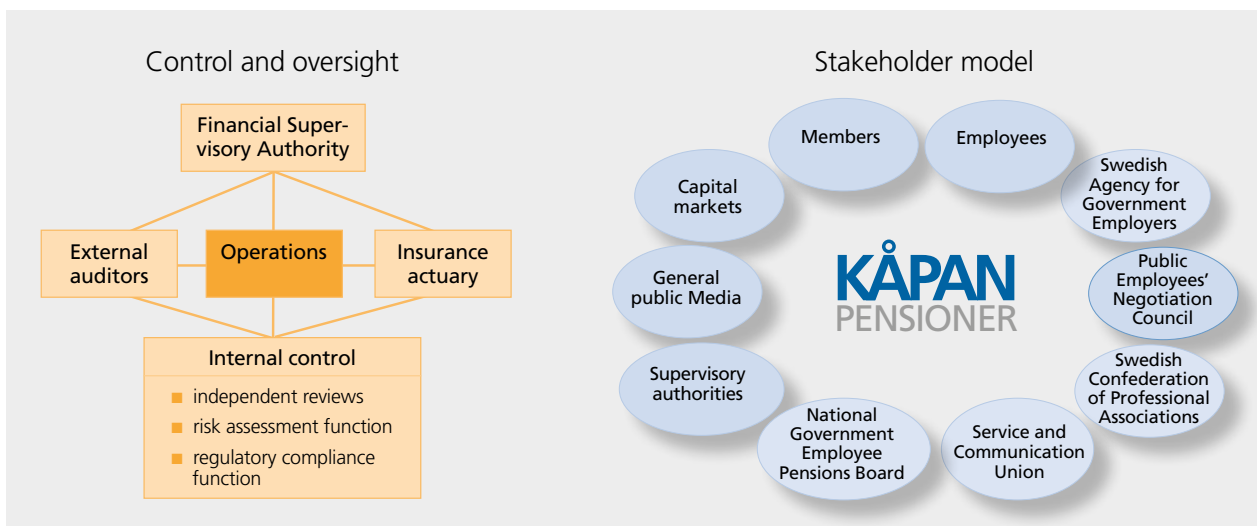 Control and oversight
Financial Super-
visory Authority
External
auditors
Operations
Insurance
actuary
Internal control
independent reviews
risk assessment function
regulatory compliance
function
Stakeholder model
Members
Employees
Swedish
Agency for
Government
Employers
Public
Employees’
Negotiation
Council
Swedish
Confederation
of Professional
Associations
Service and
Communication
Union
National
Government
Employee
Pensions Board
Supervisory
authorities
General
public Media
Capital
markets
KÅPAN
PENSIONER